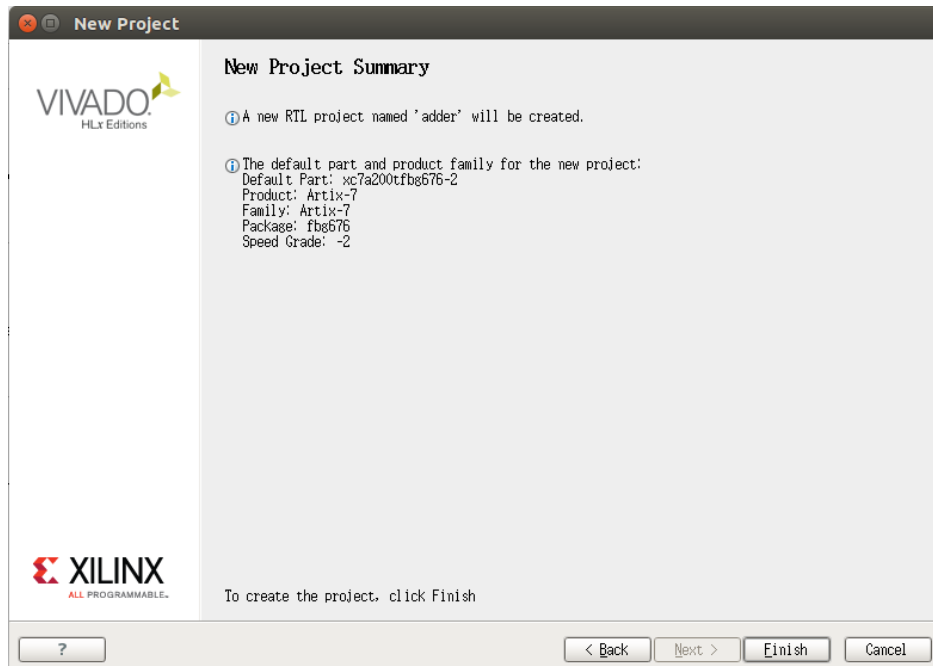 New Project
VIVADO.
HLx Editions
New Project Summary
A new RTL project named 'adder' will be created.
The default part and product family for the new project:
Default Part: xc7a200tfbg676-2
Product: Artix-7
Family: Artix-7
Package: fbg676
Speed Grade: -2
XILINX
ALL PROGRAMMABLE.
To create the project, click Finish
?
< Back
Next >
Finish
Cancel